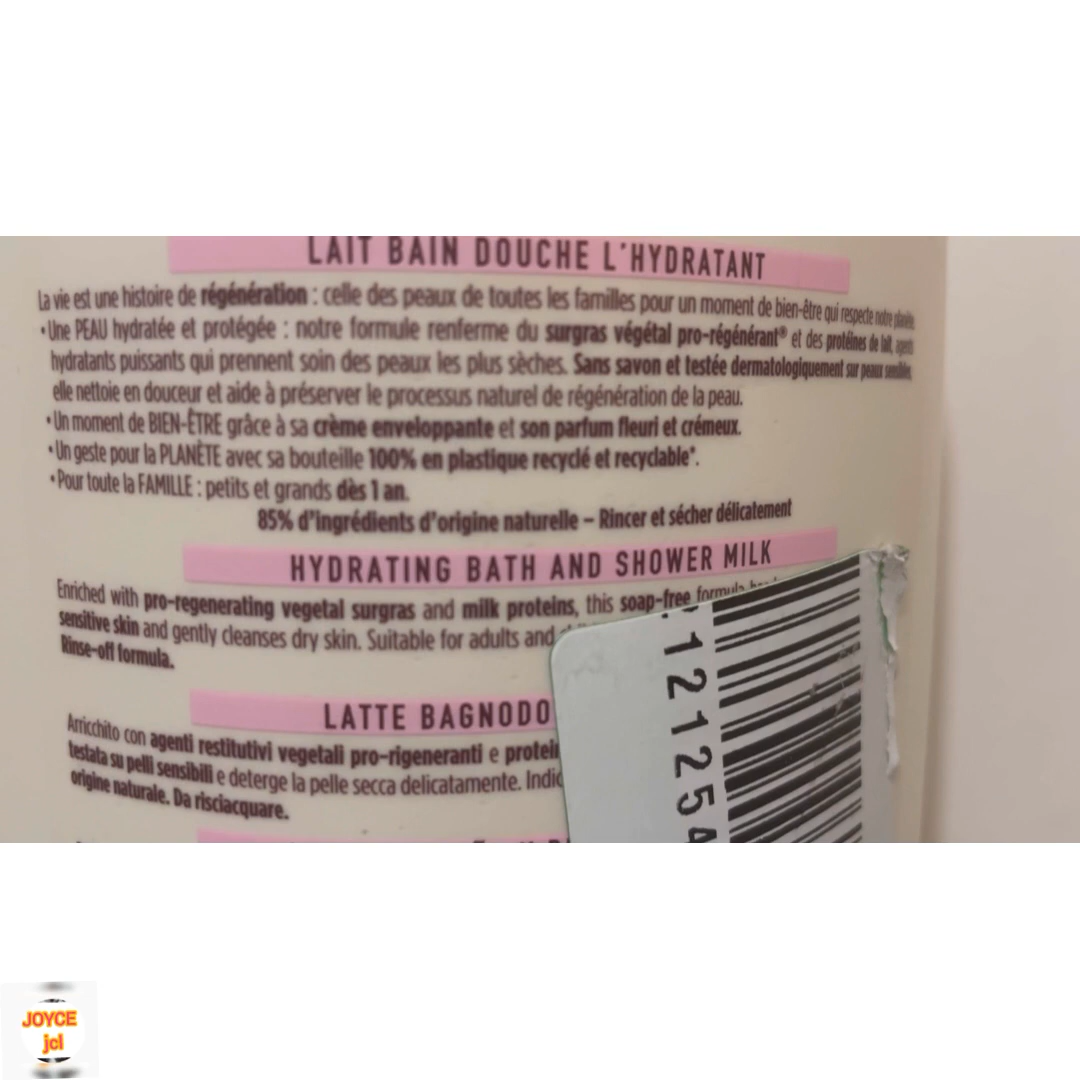 LAIT BAIN DOUCHE L'HYDRATANT
La vie est une histoire de régénération : celle des peaux de toutes les familles pour un moment de bien-être qui respecte notre planète.
• Une PEAU hydratée et protégée : notre formule renferme du surgras végétal pro-régénérant® et des protéines de lait, agents
hydratants puissants qui prennent soin des peaux les plus sèches. Sans savon et testée dermatologiquement sur peaux sensibles,
elle nettoie en douceur et aide à préserver le processus naturel de régénération de la peau.
• Un moment de BIEN-ÊTRE grâce à sa crème enveloppante et son parfum fleuri et crémeux.
• Un geste pour la PLANÈTE avec sa bouteille 100% en plastique recyclé et recyclable*.
• Pour toute la FAMILLE : petits et grands dès 1 an.
85% d'ingrédients d'origine naturelle – Rincer et sécher délicatement
HYDRATING BATH AND SHOWER MILK
Enriched with pro-regenerating vegetal surgras and milk proteins, this soap-free formula
sensitive skin and gently cleanses dry skin. Suitable for adults and
Rinse-off formula.
LATTE BAGNODO
Arricchito con agenti restitutivi vegetali pro-rigeneranti e protein
testata su pelli sensibili e deterge la pelle secca delicatamente. Indic
origine naturale. Da risciacquare.
121254
JOYCE
jcl